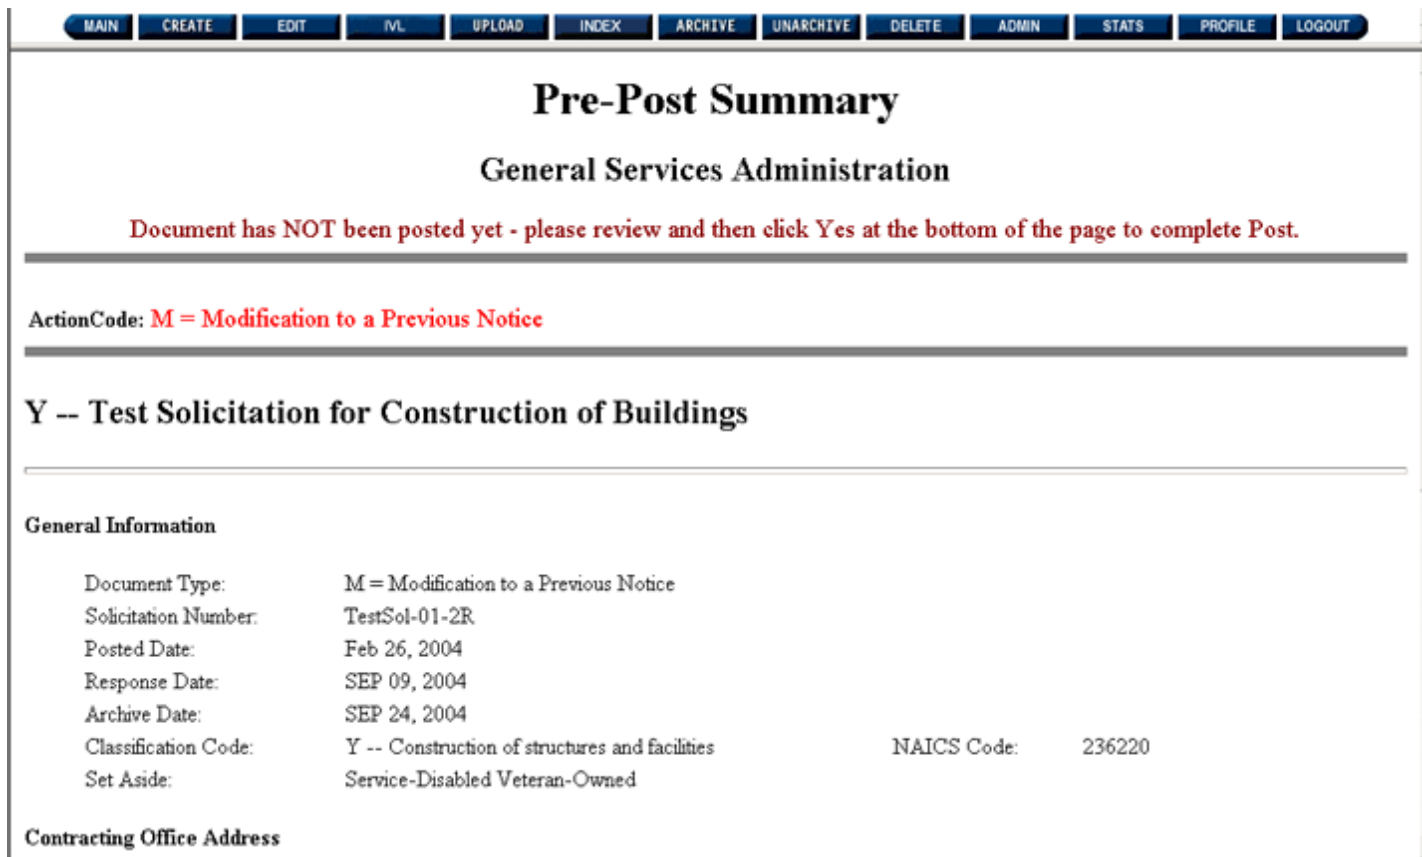 MAIN CREATE EDIT IVL UPLOAD INDEX ARCHIVE UNARCHIVE DELETE ADMIN STATS PROFILE LOGOUT
Pre-Post Summary
General Services Administration
Document has NOT been posted yet - please review and then click Yes at the bottom of the page to complete Post.
ActionCode: M = Modification to a Previous Notice
Y -- Test Solicitation for Construction of Buildings
General Information
Document Type: M = Modification to a Previous Notice
Solicitation Number: TestSol-01-2R
Posted Date: Feb 26, 2004
Response Date: SEP 09, 2004
Archive Date: SEP 24, 2004
Classification Code: Y -- Construction of structures and facilities NAICS Code: 236220
Set Aside: Service-Disabled Veteran-Owned
Contracting Office Address